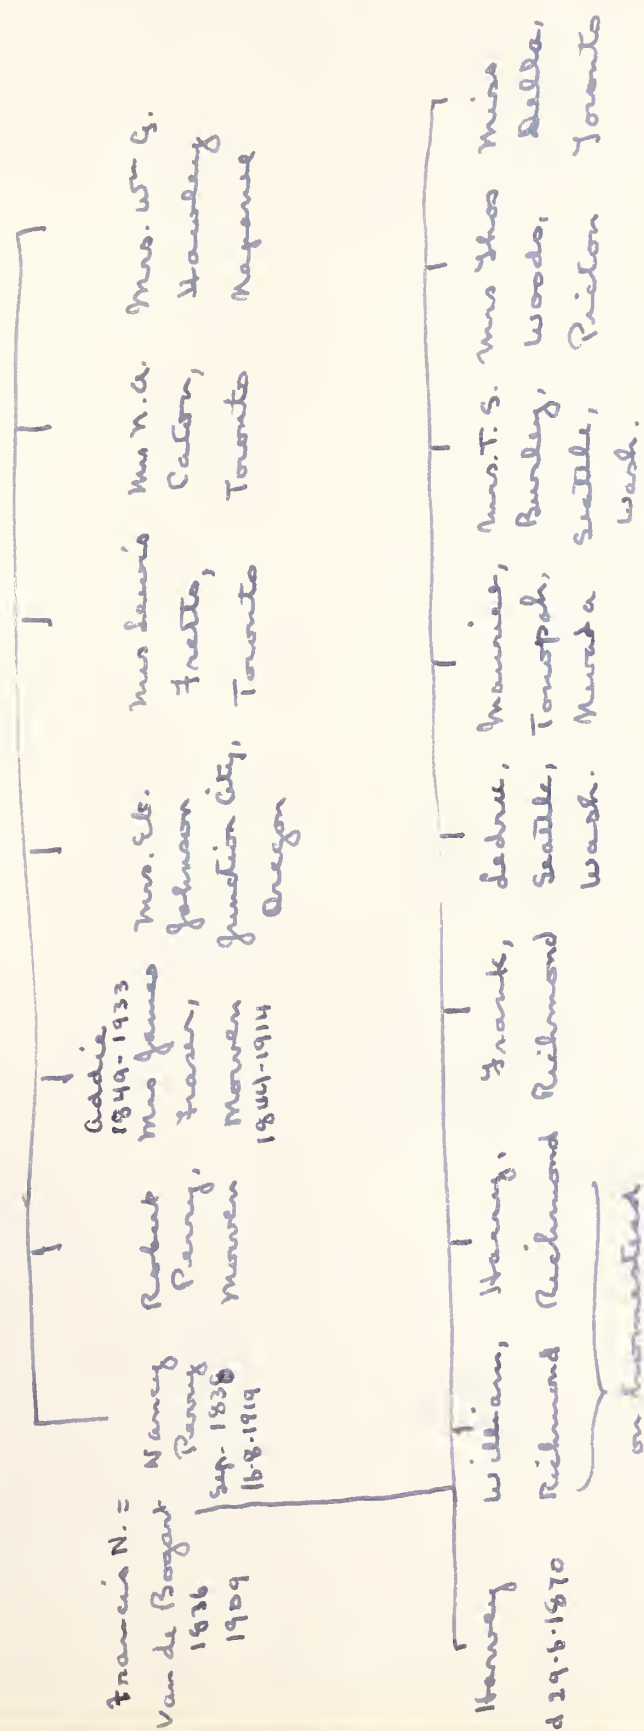 Francis N. =
Van de Bogart
1836
1909
Nancy
Perry
Sep. 1838
16-8-1919
Robert
Perry,
Morven
Addie
1849-1933
Mrs James
Fraser,
Morven
1844-1914
Mrs. Eb.
Johnson
Junction City,
Oregon
Mrs Lewis
Fretts,
Toronto
Mrs N. A.
Caton,
Toronto
Mrs. Wm G.
Hawley
Napanee
Harvey
d 29-6-1870
William,
Richmond
Harry,
Richmond
on homestead
Frank,
Richmond
Ledrue,
Seattle,
Wash.
Manriet,
Tonopah,
Nevada
Mrs. T. S.
Burley,
Seattle,
Wash.
Mrs Thos
Woods,
Picton
Miss
Della,
Toronto